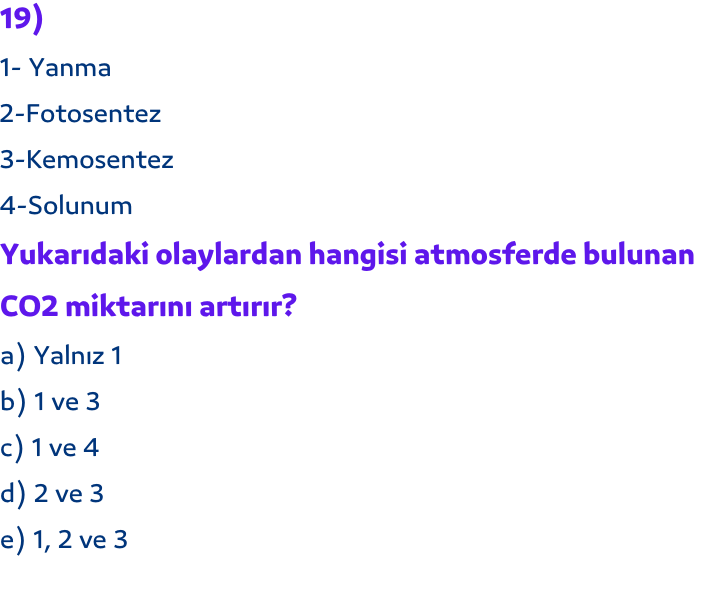 19)
1- Yanma
2-Fotosentez
3-Kemosentez
4-Solunum
Yukarıdaki olaylardan hangisi atmosferde bulunan
CO2 miktarını artırır?
a) Yalnız 1
b) 1 ve 3
c) 1 ve 4
d) 2 ve 3
e) 1, 2 ve 3